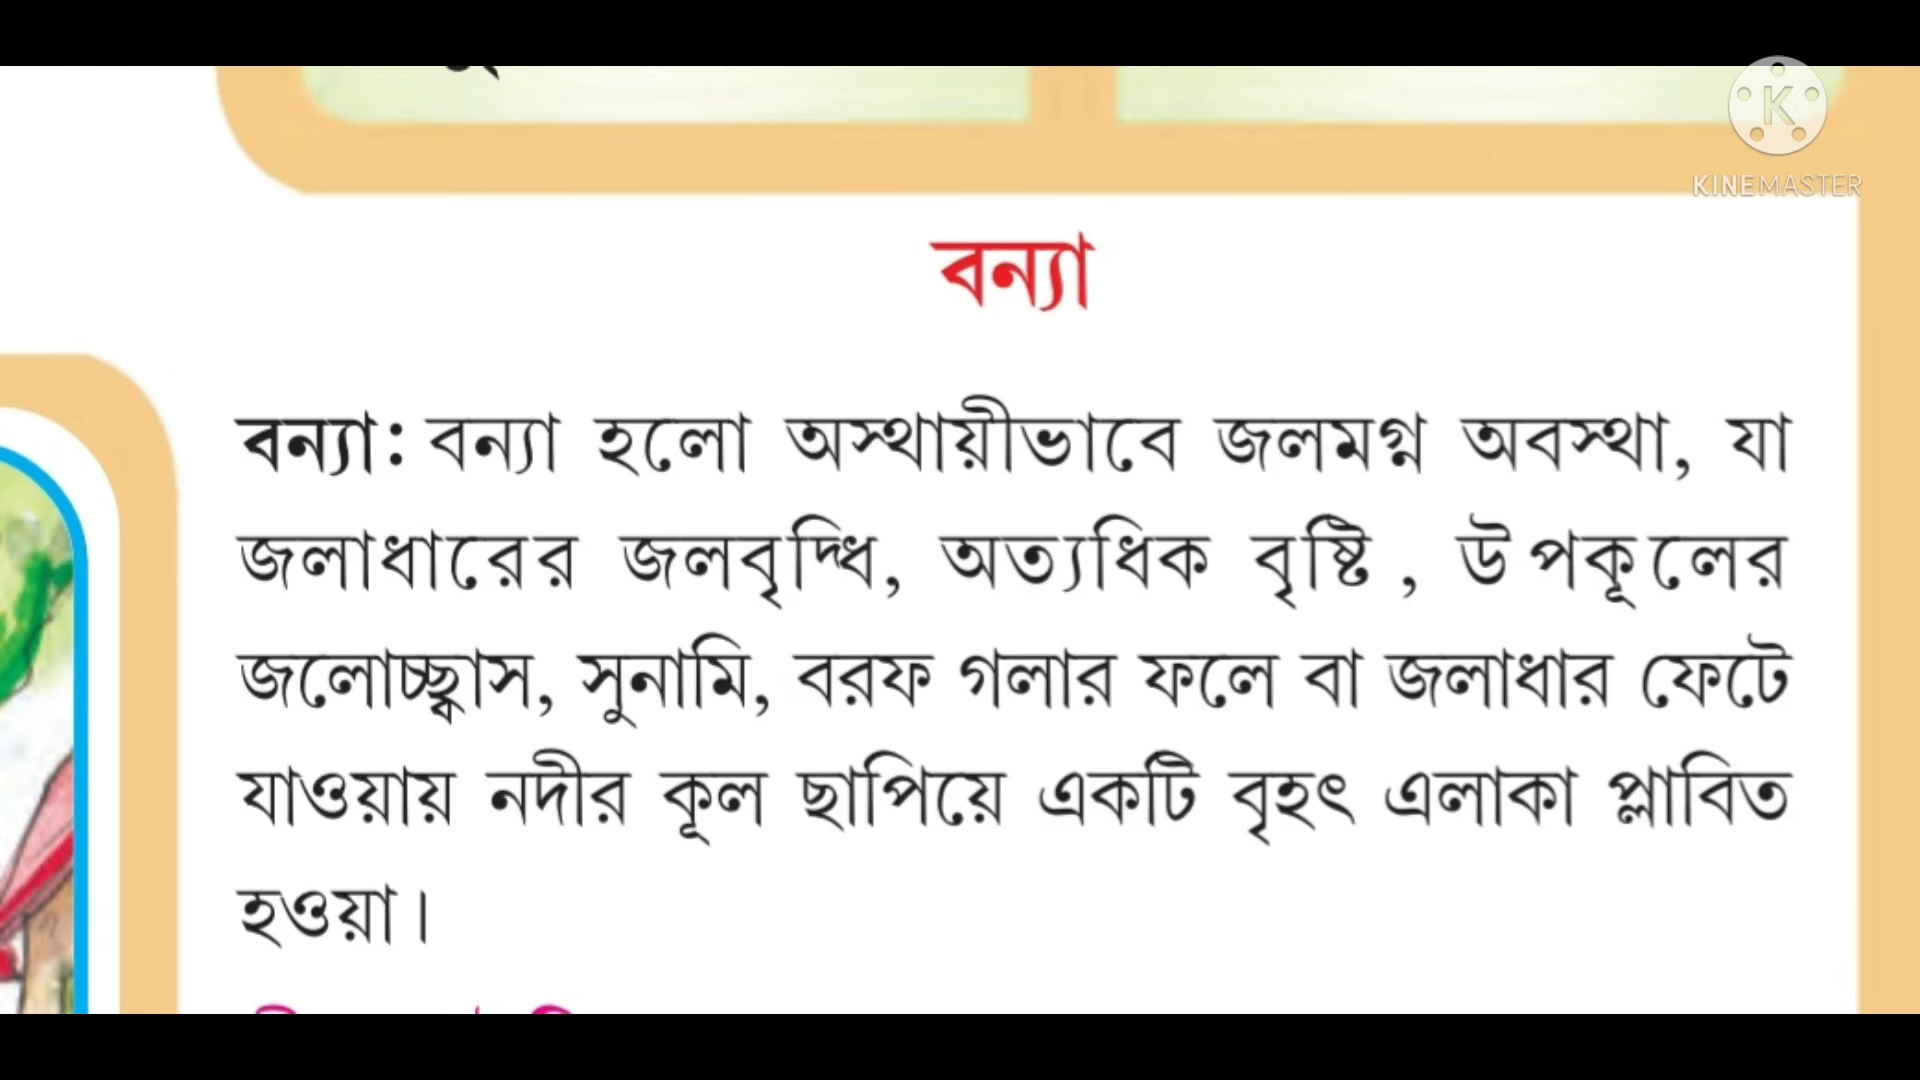 KINEMASTER
বন্যা
বন্যা: বন্যা হলো অস্থায়ীভাবে জলমগ্ন অবস্থা, যা
জলাধারের জলবৃদ্ধি, অত্যধিক বৃষ্টি, উপকূলের
জলোচ্ছ্বাস, সুনামি, বরফ গলার ফলে বা জলাধার ফেটে
যাওয়ায় নদীর কূল ছাপিয়ে একটি বৃহৎ এলাকা প্লাবিত
হওয়া।